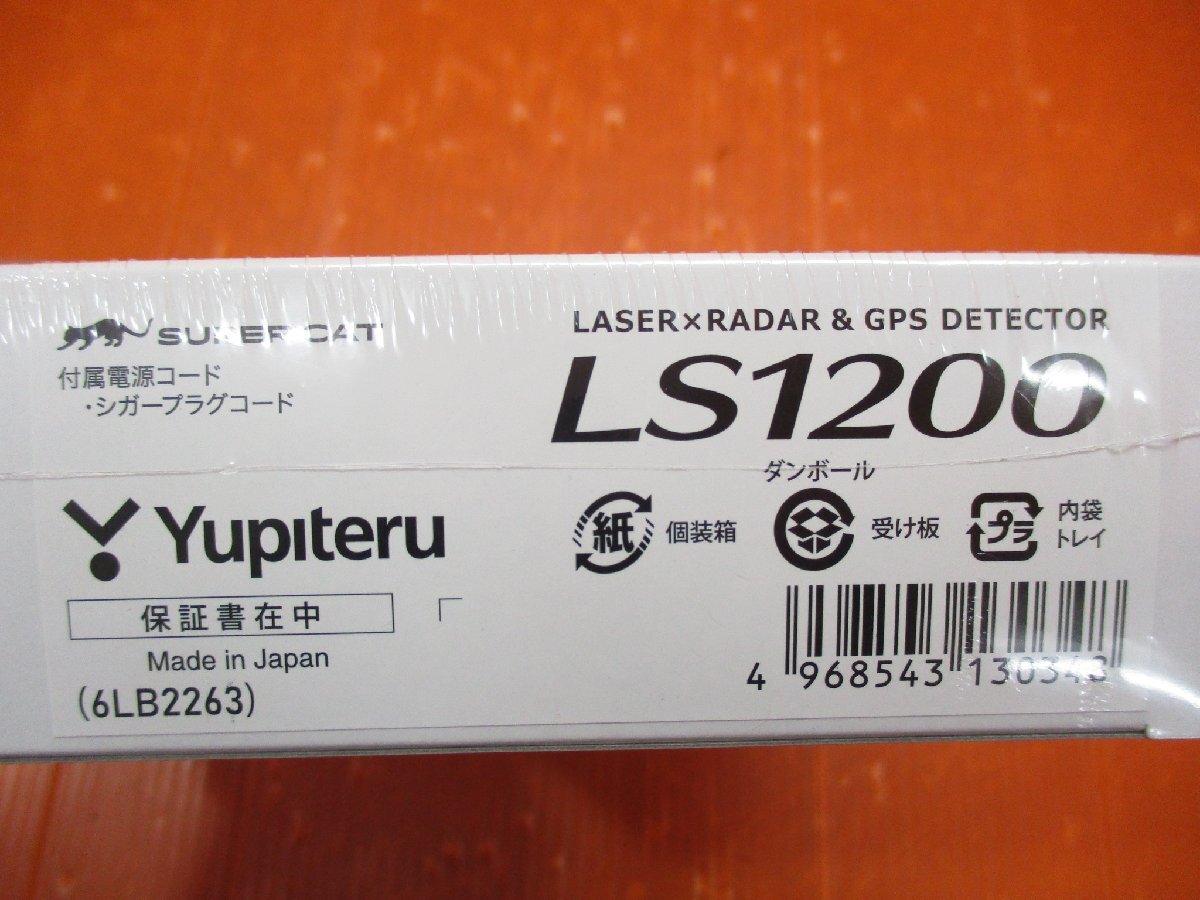 SUPER CAT
付属電源コード
・シガープラグコード
LASER×RADAR & GPS DETECTOR
LS1200
Yupiteru
保証書在中
Made in Japan
(6LB2263)
紙 個装箱
ダンボール
受け板
プラ
内袋
トレイ
4 968543 130343